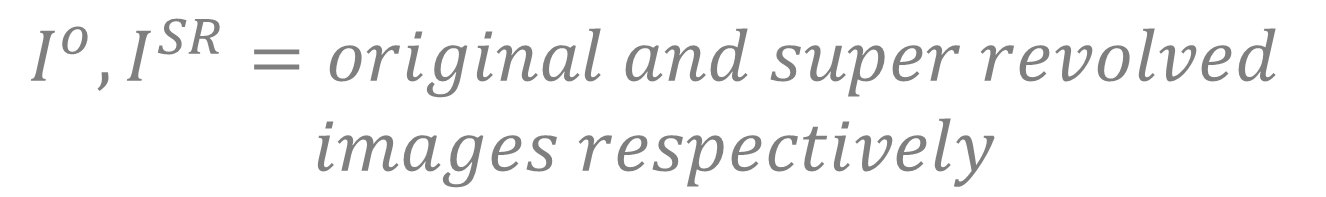 I^o, I^SR = original and super revolved
images respectively